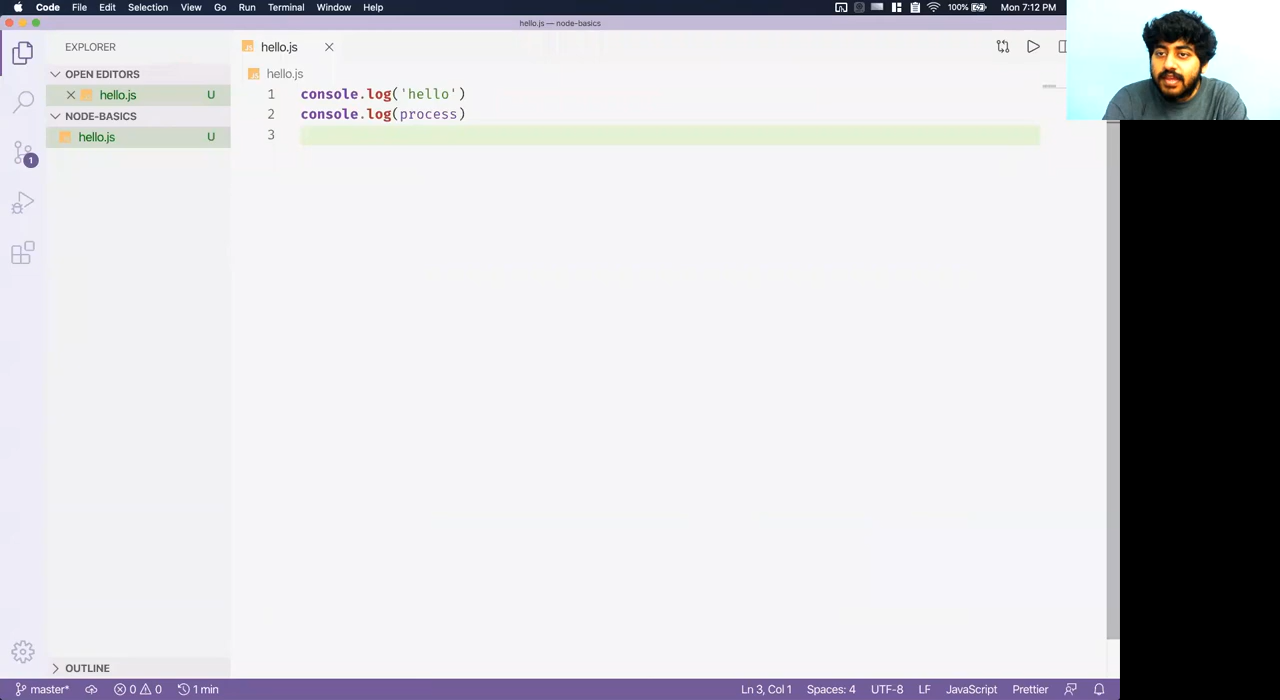 Code File Edit Selection View Go Run Terminal Window Help 100% Mon 7:12 PM
hello.js — node-basics
EXPLORER
hello.js
OPEN EDITORS
hello.js U
NODE-BASICS
hello.js U
hello.js
1 console.log('hello')
2 console.log(process)
3
1
OUTLINE
master* 0 0 1 min Ln 3, Col 1 Spaces: 4 UTF-8 LF JavaScript Prettier